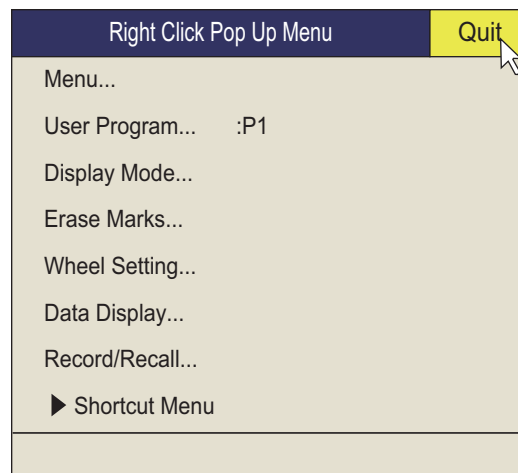 Right Click Pop Up Menu Quit
Menu...
User Program... :P1
Display Mode...
Erase Marks...
Wheel Setting...
Data Display...
Record/Recall...
▶ Shortcut Menu